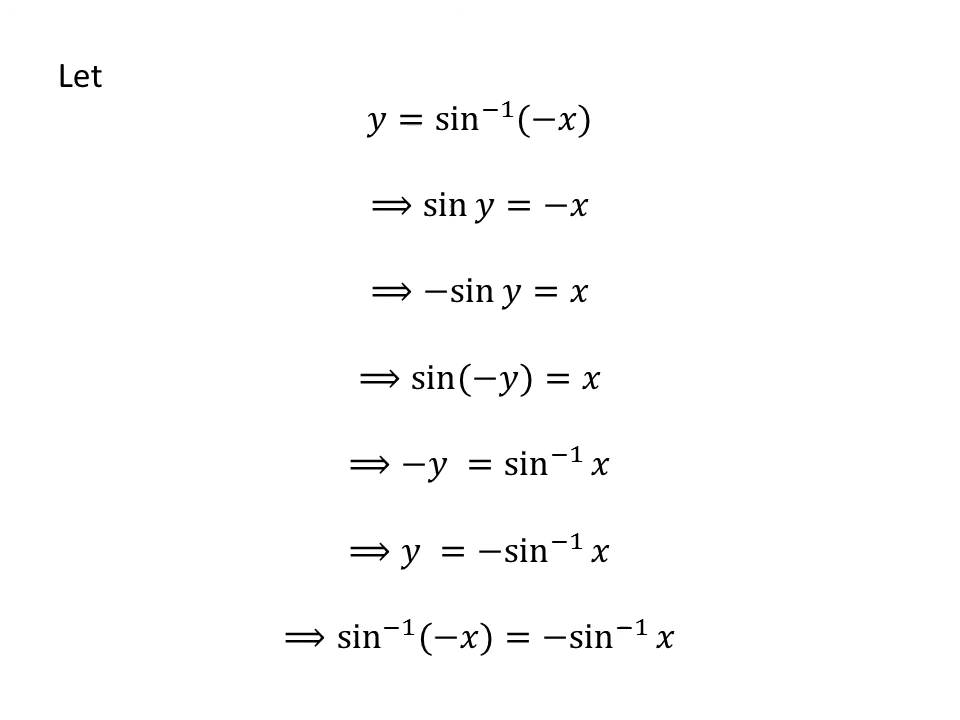 Let
𝑦 = sin⁻¹(−𝑥)
⟹ sin 𝑦 = −𝑥
⟹ −sin 𝑦 = 𝑥
⟹ sin(−𝑦) = 𝑥
⟹ −𝑦 = sin⁻¹ 𝑥
⟹ 𝑦 = −sin⁻¹ 𝑥
⟹ sin⁻¹(−𝑥) = −sin⁻¹ 𝑥